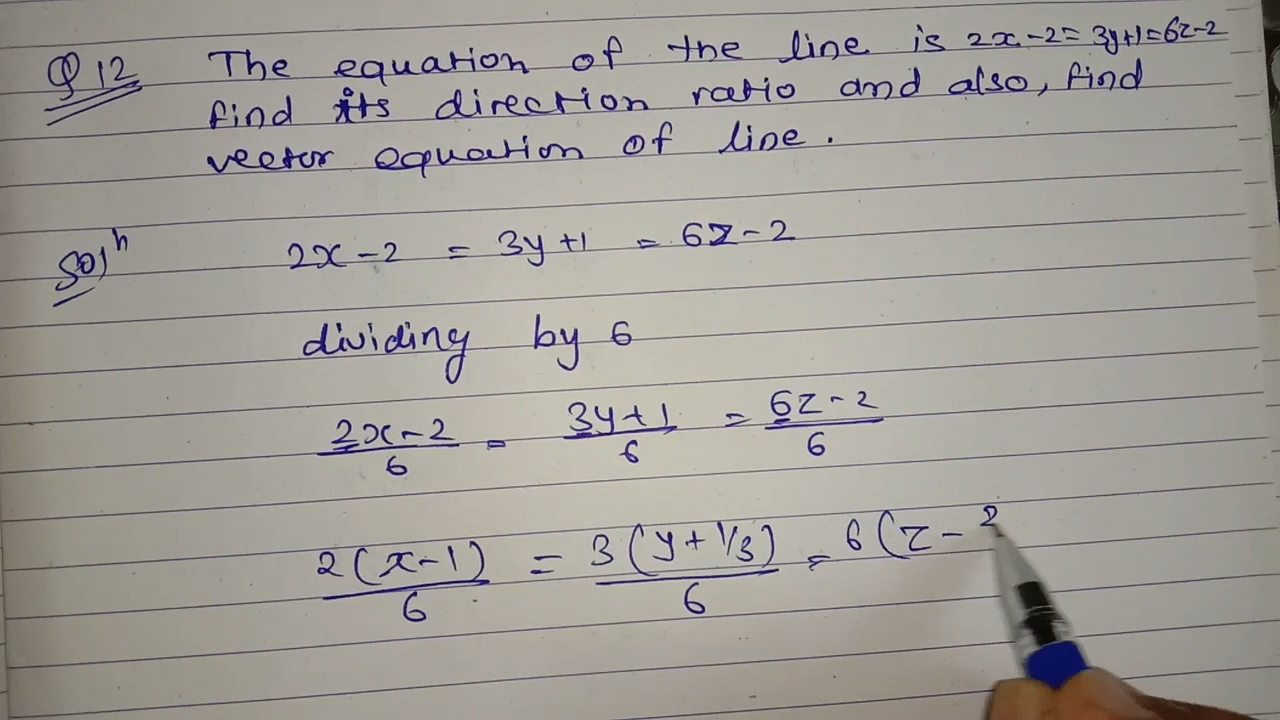 Q 12 The equation of the line is 2x-2=3y+1=6z-2
find its direction ratio and also, find
vector equation of line.
Solⁿ 2x-2 = 3y+1 = 6z-2
dividing by 6
2x-2/6 = 3y+1/6 = 6z-2/6
2(x-1)/6 = 3(y+1/3)/6 = 6(z-2